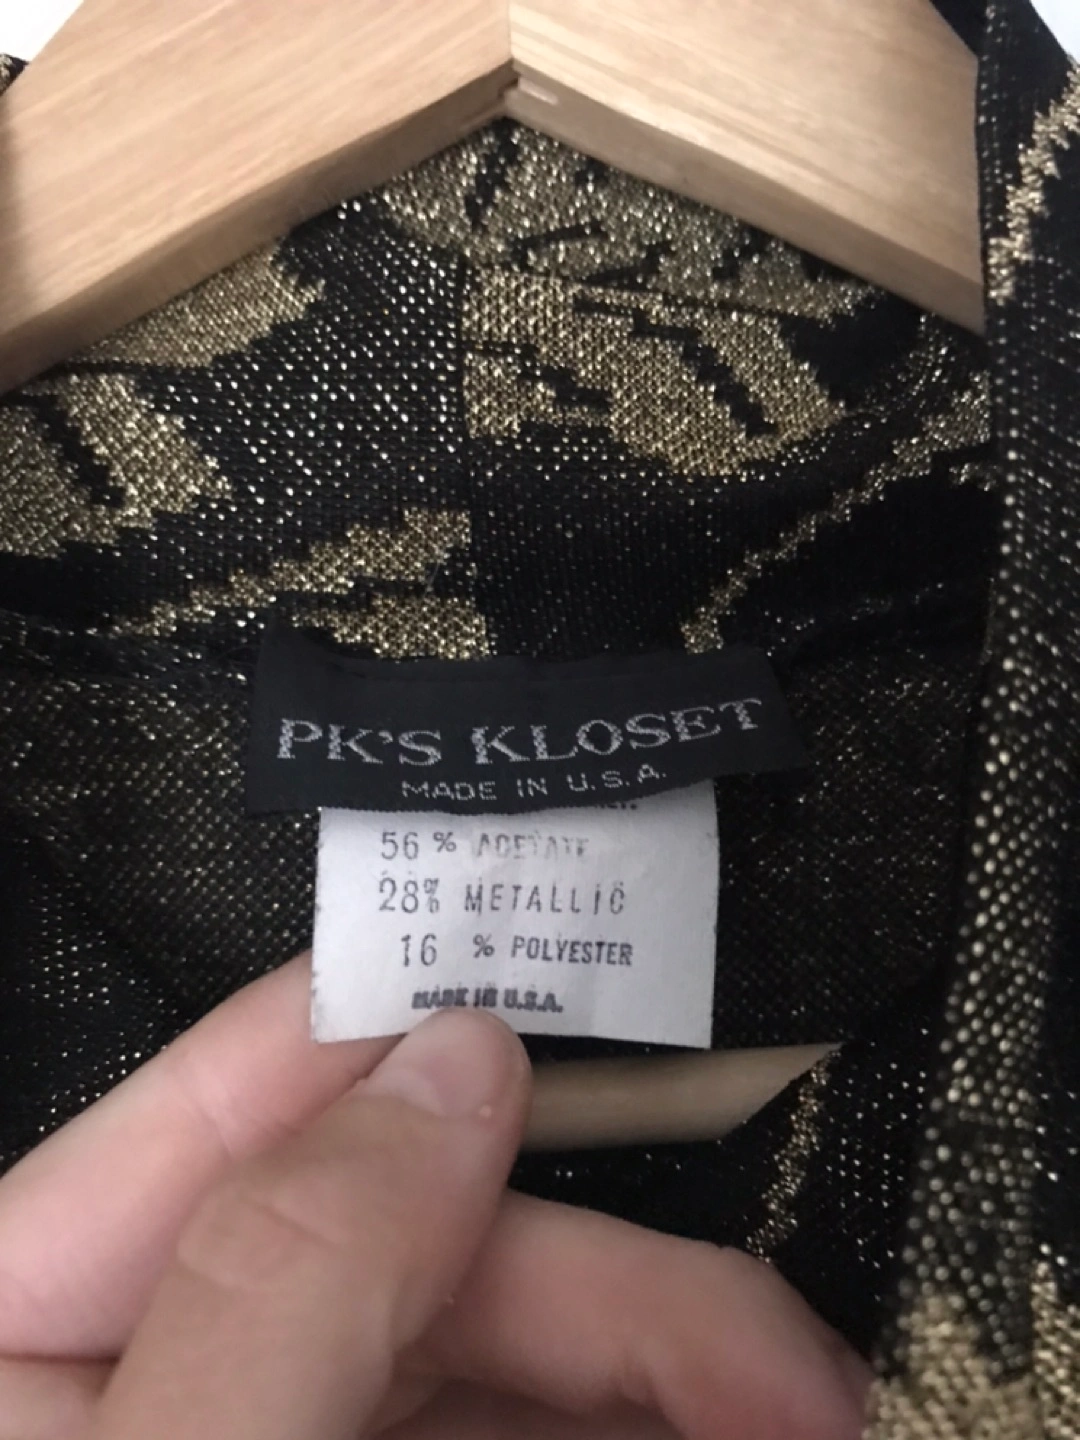 PK'S KLOSET
MADE IN U.S.A.
56 % ACETATE
28% METALLIC
16 % POLYESTER
MADE IN U.S.A.